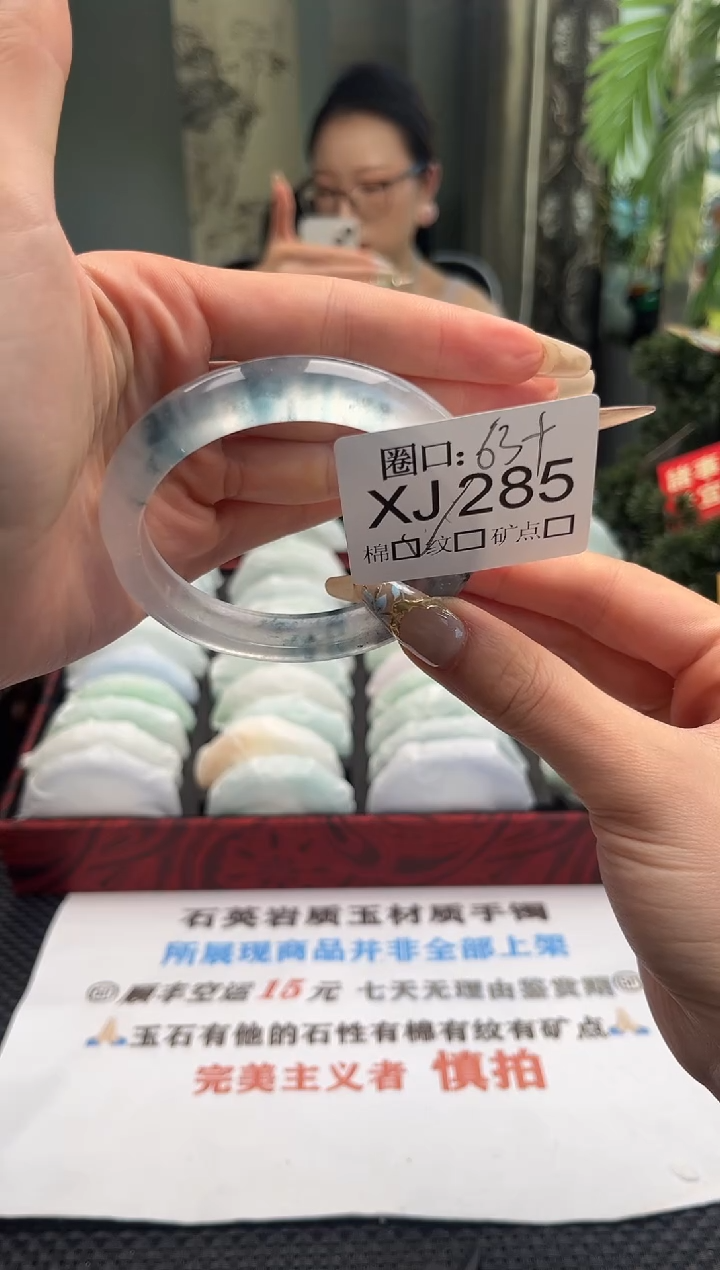 圈口:63+
XJ/285
棉☑纹☐矿点☐
石英岩质玉材质手镯
所展现商品并非全部上架
顺丰空运15元 七天无理由鉴赏期
玉石有他的石性有棉有纹有矿点
完美主义者 慎拍